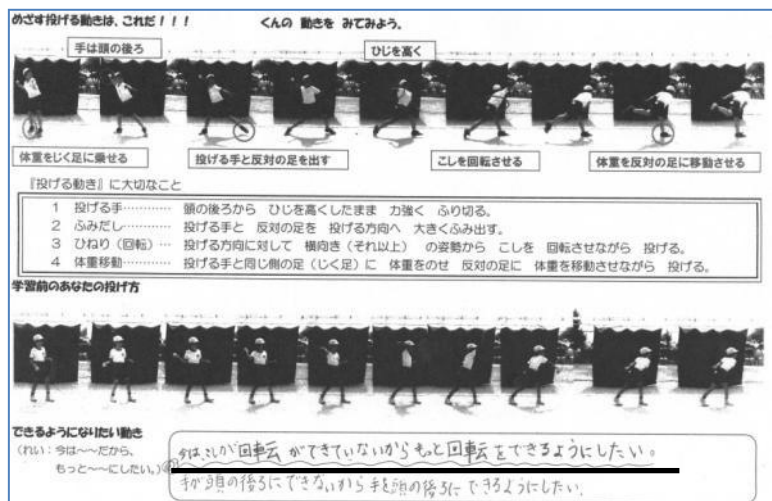 めざす投げる動きは、これだ！！！　くんの 動きを みてみよう。
手は頭の後ろ　ひじを高く
体重をじく足に乗せる　投げる手と反対の足を出す　こしを回転させる　体重を反対の足に移動させる
『投げる動き』に大切なこと
1 投げる手………… 頭の後ろから ひじを高くしたまま 力強く ふり切る。
2 ふみだし………… 投げる手と 反対の足を 投げる方向へ 大きくふみ出す。
3 ひねり（回転）… 投げる方向に対して 横向き（それ以上） の姿勢から こしを 回転させながら 投げる。
4 体重移動………… 投げる手と同じ側の足（じく足）に 体重をのせ 反対の足に 体重を移動させながら 投げる。
学習前のあなたの投げ方
できるようになりたい動き
（れい：今は～～だから、
もっと～～にしたい。）
今は、こしが回転ができていないからもっと回転をできるようにしたい。
手が頭の後ろにできないから手を頭の後ろにできるようにしたい。